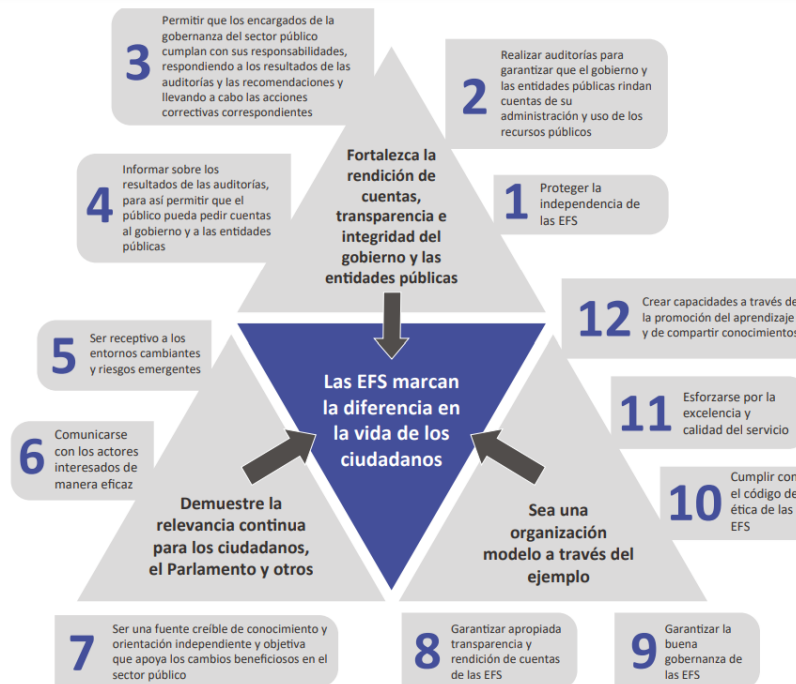 3
Permitir que los encargados de la
gobernanza del sector público
cumplan con sus responsabilidades,
respondiendo a los resultados de las
auditorías y las recomendaciones y
llevando a cabo las acciones
correctivas correspondientes
2
Realizar auditorías para
garantizar que el gobierno y
las entidades públicas rindan
cuentas de su
administración y uso de los
recursos públicos
4
Informar sobre los
resultados de las auditorías,
para así permitir que el
público pueda pedir cuentas
al gobierno y a las entidades
públicas
Fortalezca la
rendición de
cuentas,
transparencia e
integridad del
gobierno y las
entidades públicas
1
Proteger la
independencia de
las EFS
12
Crear capacidades a través de
la promoción del aprendizaje
y de compartir conocimientos
5
Ser receptivo a los
entornos cambiantes
y riesgos emergentes
Las EFS marcan
la diferencia en
la vida de los
ciudadanos
11
Esforzarse por la
excelencia y
calidad del servicio
6
Comunicarse
con los actores
interesados de
manera eficaz
10
Cumplir con
el código de
ética de las
EFS
Demuestre la
relevancia continua
para los ciudadanos,
el Parlamento y otros
Sea una
organización
modelo a través del
ejemplo
7
Ser una fuente creíble de conocimiento y
orientación independiente y objetiva
que apoya los cambios beneficiosos en el
sector público
8
Garantizar apropiada
transparencia y
rendición de cuentas
de las EFS
9
Garantizar la
buena
gobernanza de
las EFS